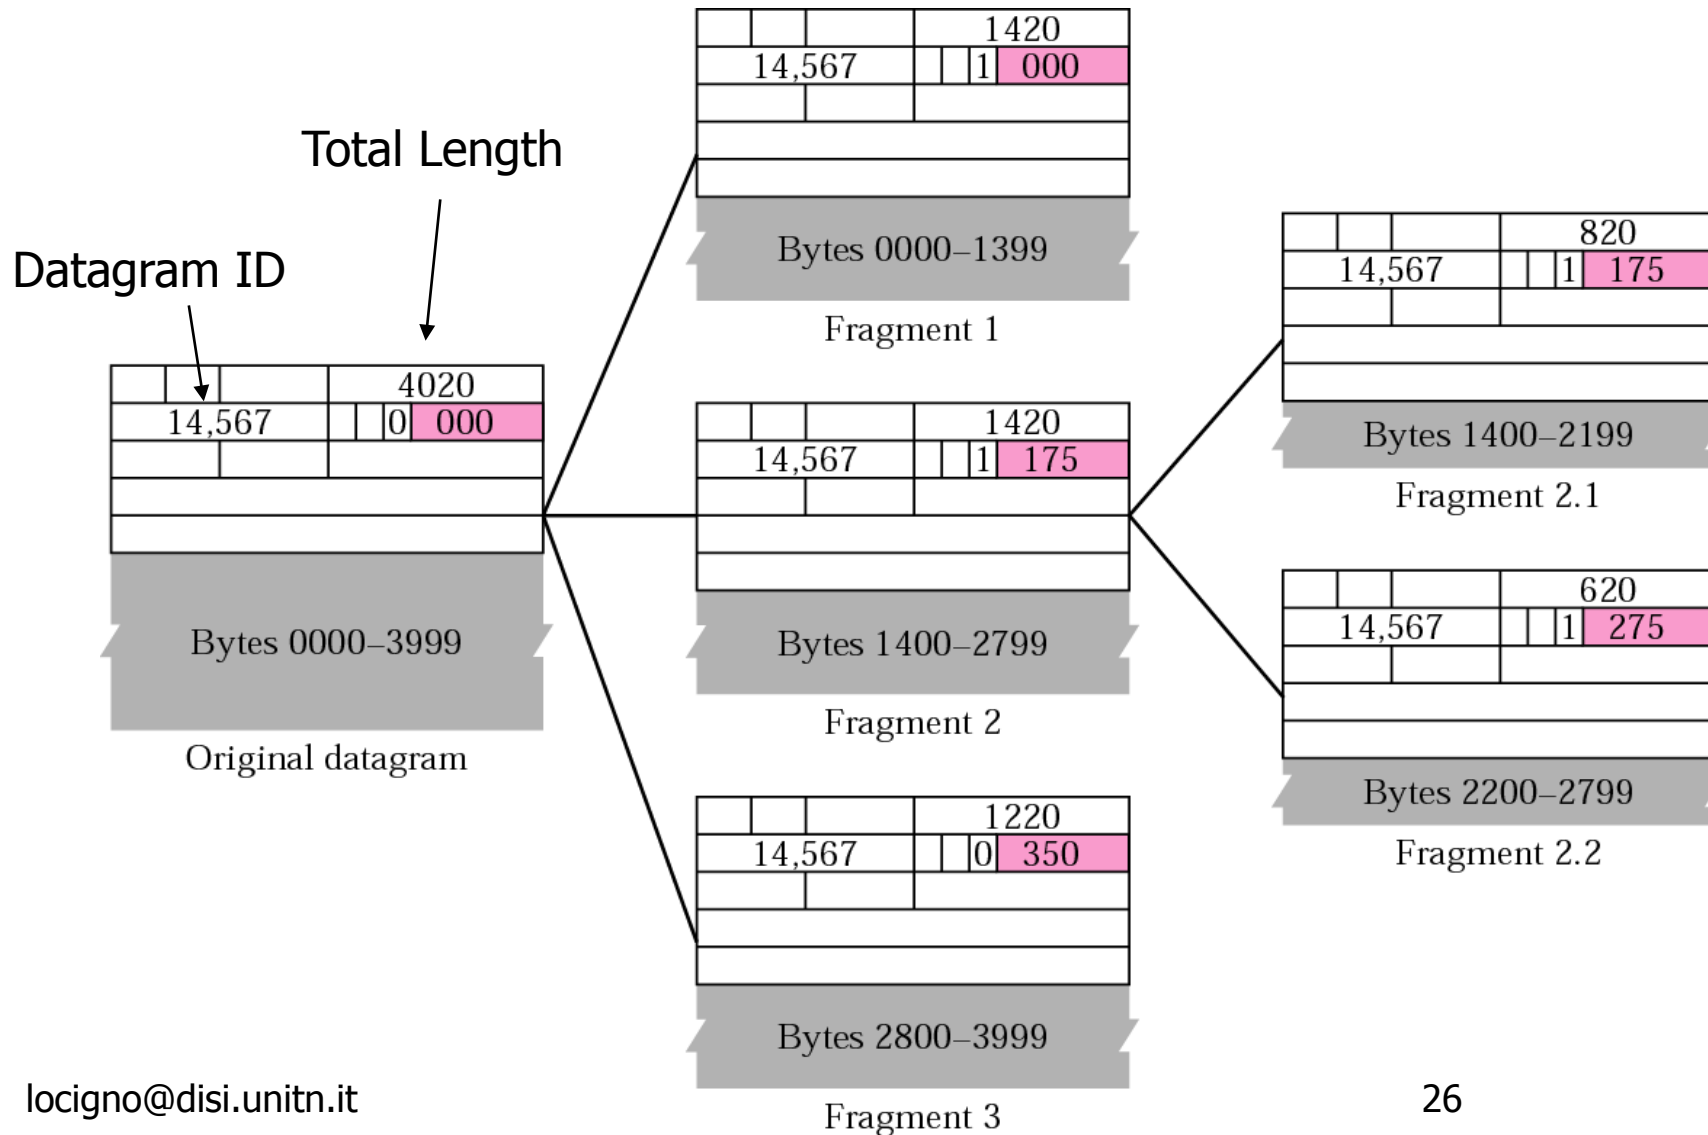 Total Length
Datagram ID
4020
14,567 0 000
Bytes 0000–3999
Original datagram
1420
14,567 1 000
Bytes 0000–1399
Fragment 1
1420
14,567 1 175
Bytes 1400–2799
Fragment 2
1220
14,567 0 350
Bytes 2800–3999
Fragment 3
820
14,567 1 175
Bytes 1400–2199
Fragment 2.1
620
14,567 1 275
Bytes 2200–2799
Fragment 2.2
locigno@disi.unitn.it
26